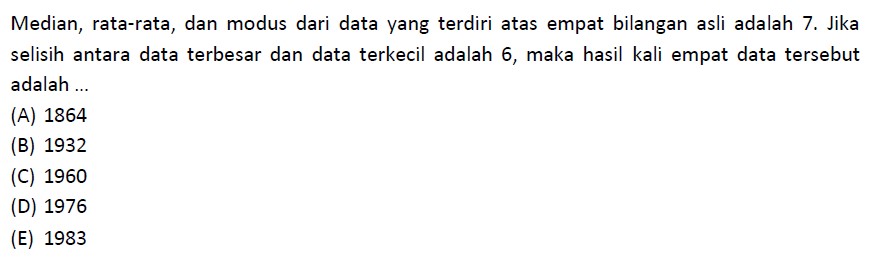 Median, rata-rata, dan modus dari data yang terdiri atas empat bilangan asli adalah 7. Jika
selisih antara data terbesar dan data terkecil adalah 6, maka hasil kali empat data tersebut
adalah ...
(A) 1864
(B) 1932
(C) 1960
(D) 1976
(E) 1983